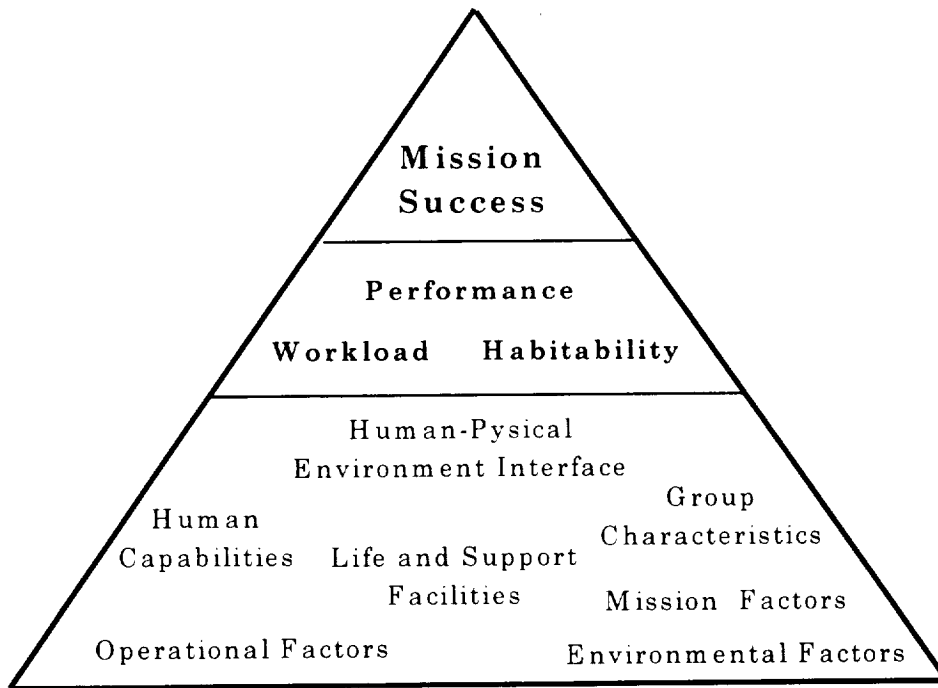 Mission
Success
Performance
Workload Habitability
Human-Pysical
Environment Interface
Group
Characteristics
Human
Capabilities
Life and Support
Facilities
Mission Factors
Operational Factors
Environmental Factors